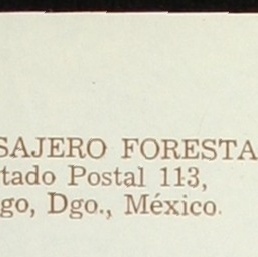 SAJERO FORESTA
tado Postal 113,
go, Dgo., México.